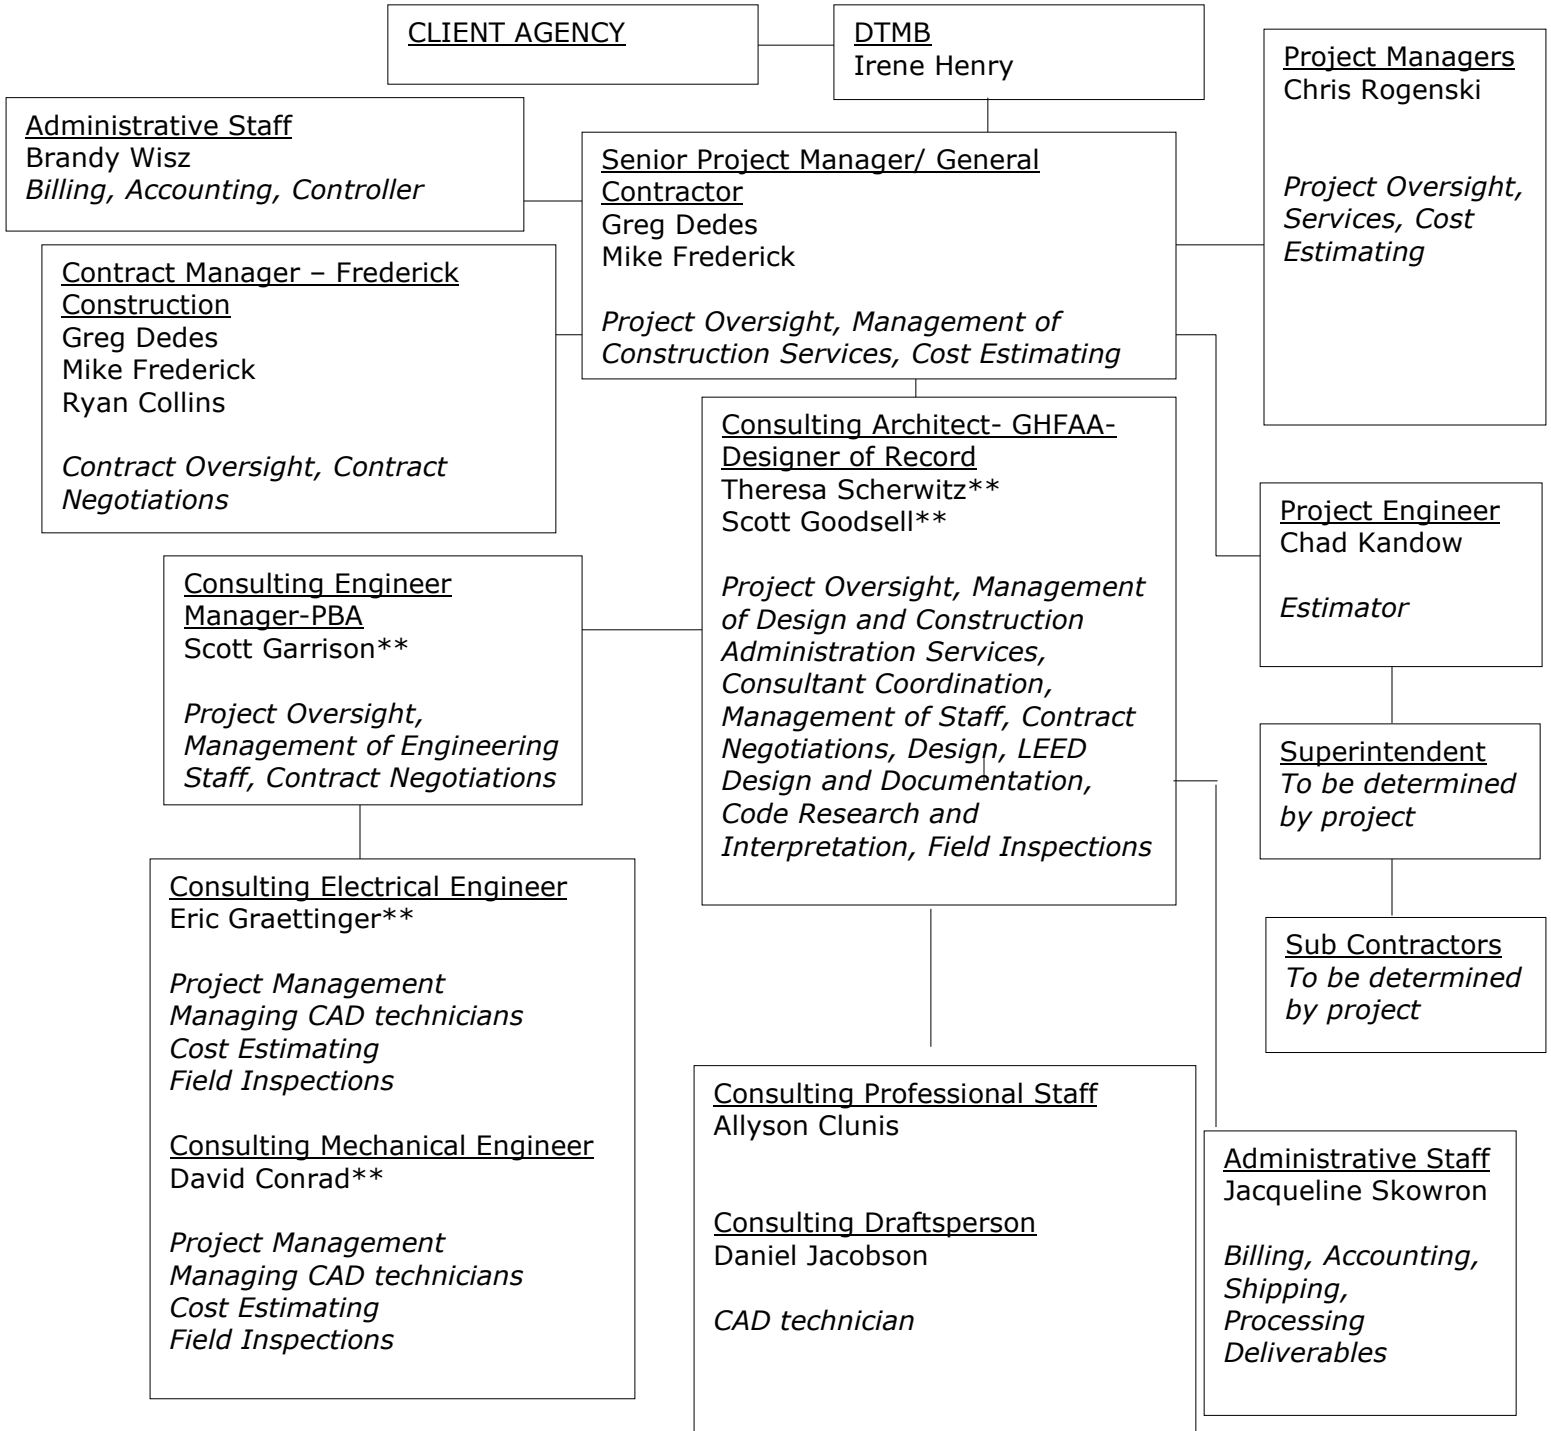 CLIENT AGENCY
DTMB
Irene Henry
Project Managers
Chris Rogenski
Project Oversight,
Services, Cost
Estimating
Administrative Staff
Brandy Wisz
Billing, Accounting, Controller
Senior Project Manager/ General
Contractor
Greg Dedes
Mike Frederick
Project Oversight, Management of
Construction Services, Cost Estimating
Contract Manager – Frederick
Construction
Greg Dedes
Mike Frederick
Ryan Collins
Contract Oversight, Contract
Negotiations
Consulting Architect- GHFAA-
Designer of Record
Theresa Scherwitz**
Scott Goodsell**
Project Oversight, Management
of Design and Construction
Administration Services,
Consultant Coordination,
Management of Staff, Contract
Negotiations, Design, LEED
Design and Documentation,
Code Research and
Interpretation, Field Inspections
Project Engineer
Chad Kandow
Estimator
Consulting Engineer
Manager-PBA
Scott Garrison**
Project Oversight,
Management of Engineering
Staff, Contract Negotiations
Superintendent
To be determined
by project
Consulting Electrical Engineer
Eric Graettinger**
Project Management
Managing CAD technicians
Cost Estimating
Field Inspections
Consulting Mechanical Engineer
David Conrad**
Project Management
Managing CAD technicians
Cost Estimating
Field Inspections
Sub Contractors
To be determined
by project
Consulting Professional Staff
Allyson Clunis
Consulting Draftsperson
Daniel Jacobson
CAD technician
Administrative Staff
Jacqueline Skowron
Billing, Accounting,
Shipping,
Processing
Deliverables